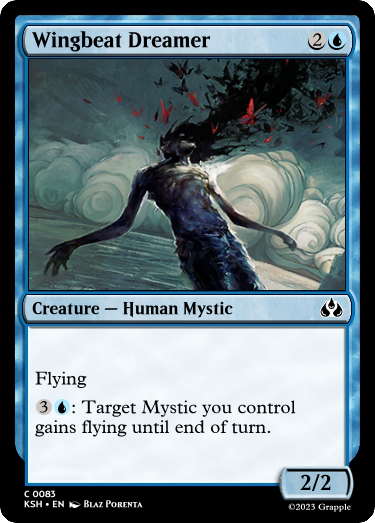 Wingbeat Dreamer 2
Creature — Human Mystic
Flying
3: Target Mystic you control
gains flying until end of turn.
2/2
C 0083
KSH • EN Blaz Porenta
©2023 Grapple